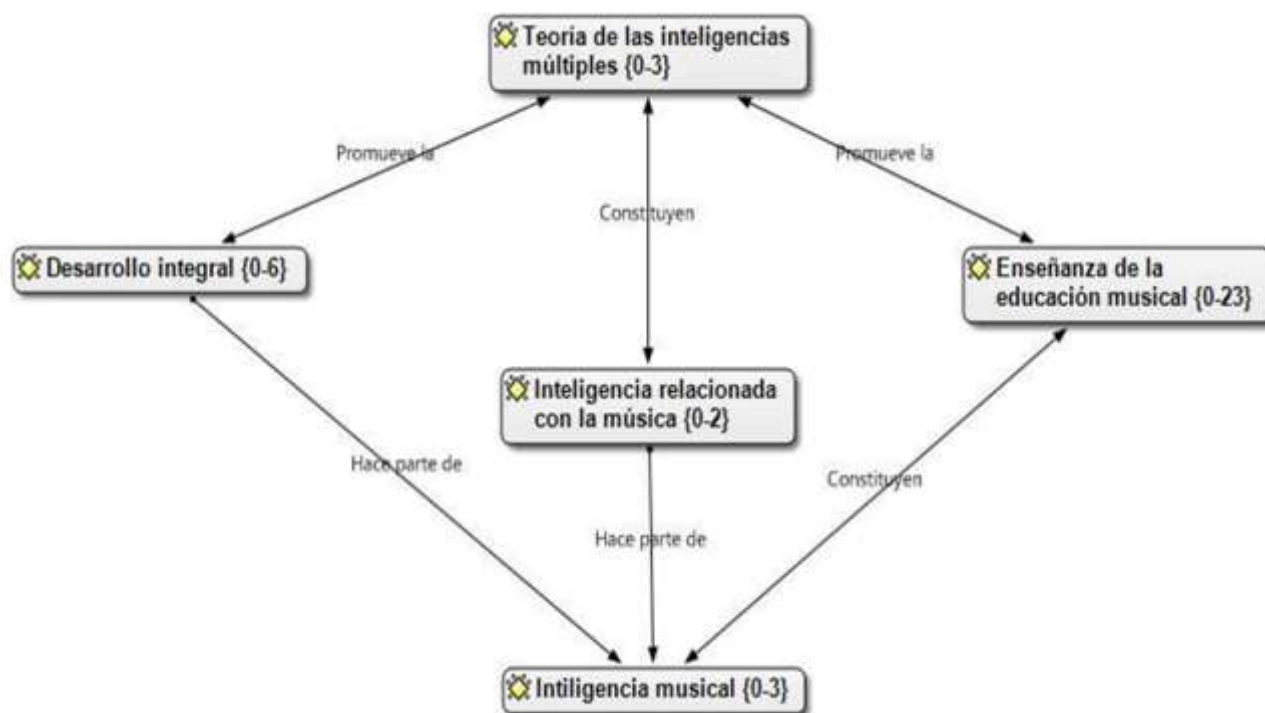 Teoría de las inteligencias
múltiples {0-3}
Promueve la
Promueve la
Constituyen
Desarrollo integral {0-6}
Enseñanza de la
educación musical {0-23}
Inteligencia relacionada
con la música {0-2}
Hace parte de
Constituyen
Hace parte de
Intiligencia musical {0-3}